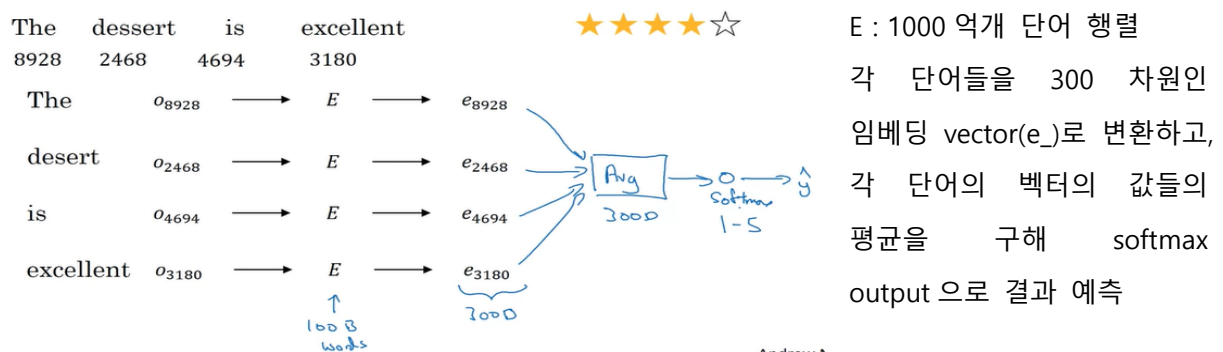 The dessert is excellent
8928 2468 4694 3180
The o8928 → E → e8928
desert o2468 → E → e2468
is o4694 → E → e4694
excellent o3180 → E → e3180
Avg
300D
softmax
1-5
ŷ
100B
words
300D
E : 1000 억개 단어 행렬
각 단어들을 300 차원인
임베딩 vector(e_)로 변환하고,
각 단어의 벡터의 값들의
평균을 구해 softmax
output 으로 결과 예측